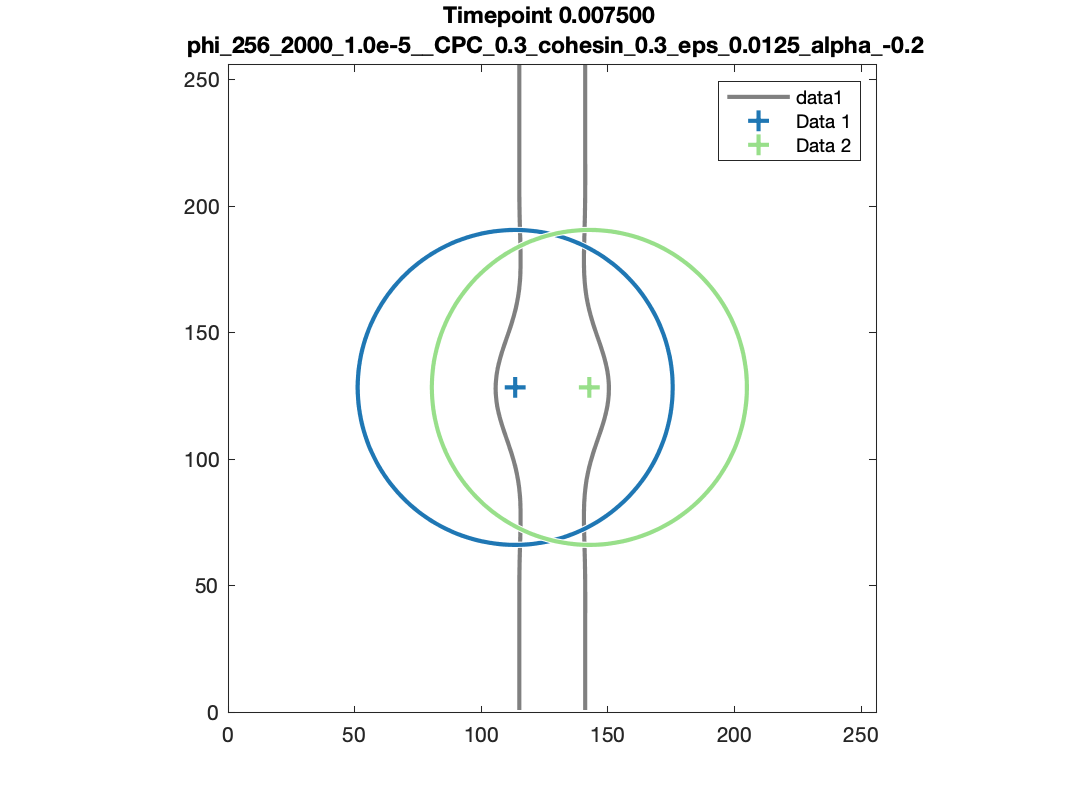 Timepoint 0.007500
phi_256_2000_1.0e-5__CPC_0.3_cohesin_0.3_eps_0.0125_alpha_-0.2
250
data1
Data 1
Data 2
200
150
100
50
0
0 50 100 150 200 250